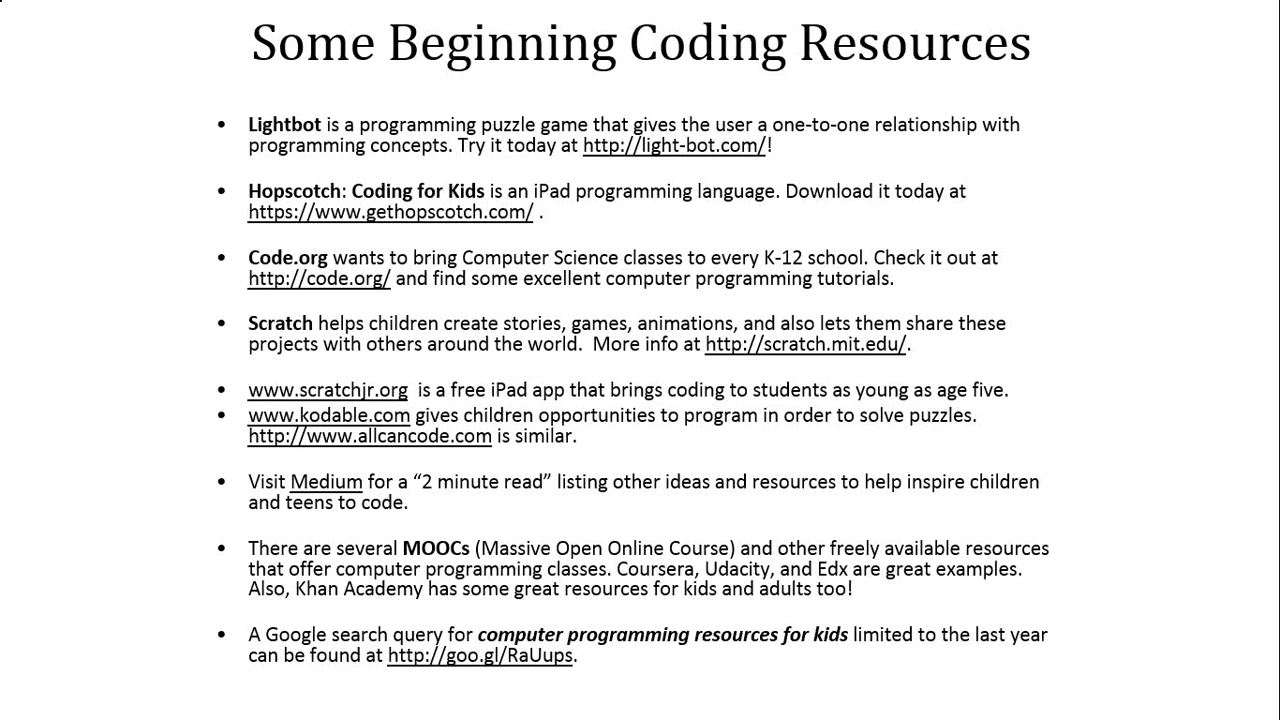 Some Beginning Coding Resources
• Lightbot is a programming puzzle game that gives the user a one-to-one relationship with
programming concepts. Try it today at http://light-bot.com/!
• Hopscotch: Coding for Kids is an iPad programming language. Download it today at
https://www.gethopscotch.com/ .
• Code.org wants to bring Computer Science classes to every K-12 school. Check it out at
http://code.org/ and find some excellent computer programming tutorials.
• Scratch helps children create stories, games, animations, and also lets them share these
projects with others around the world.  More info at http://scratch.mit.edu/.
• www.scratchjr.org  is a free iPad app that brings coding to students as young as age five.
• www.kodable.com gives children opportunities to program in order to solve puzzles.
http://www.allcancode.com is similar.
• Visit Medium for a “2 minute read” listing other ideas and resources to help inspire children
and teens to code.
• There are several MOOCs (Massive Open Online Course) and other freely available resources
that offer computer programming classes. Coursera, Udacity, and Edx are great examples.
Also, Khan Academy has some great resources for kids and adults too!
• A Google search query for computer programming resources for kids limited to the last year
can be found at http://goo.gl/RaUups.